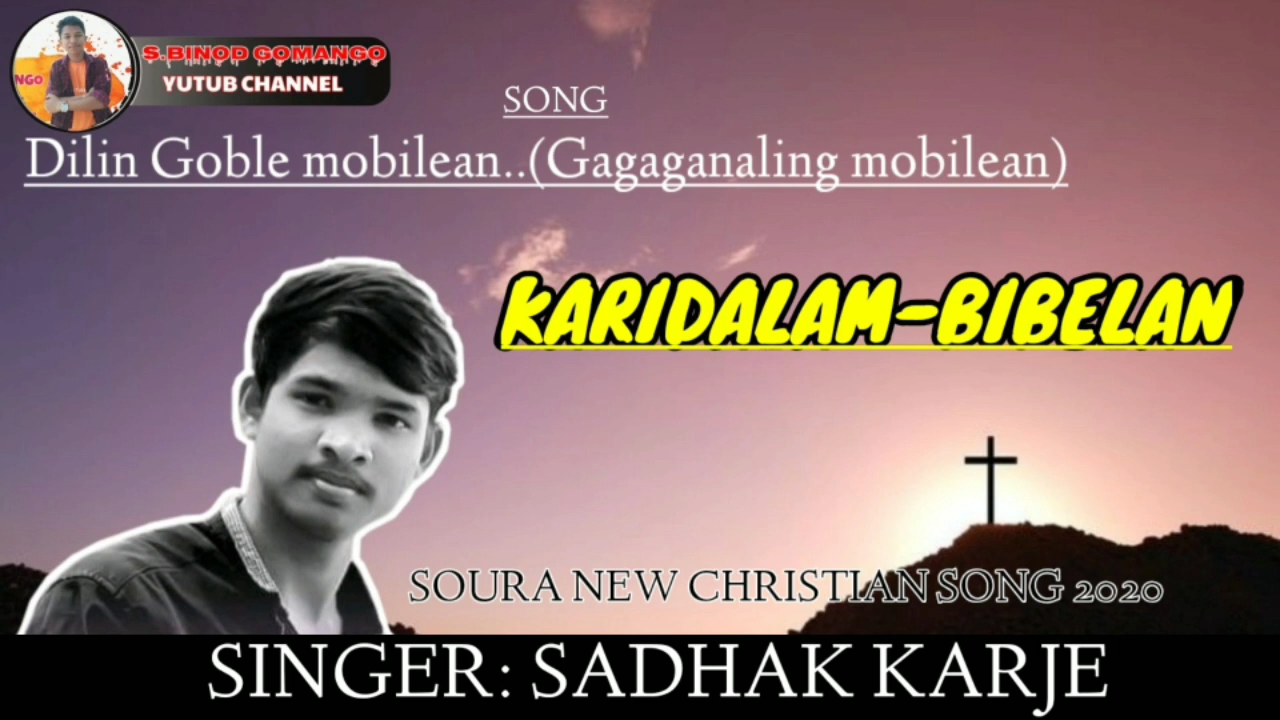 S.BINOD GOMANGO
YUTUB CHANNEL
NGO
SONG
Dilin Goble mobilean..(Gagaganaling mobilean)
KARIDALAM-BIBELAN
SOURA NEW CHRISTIAN SONG 2020
SINGER: SADHAK KARJE